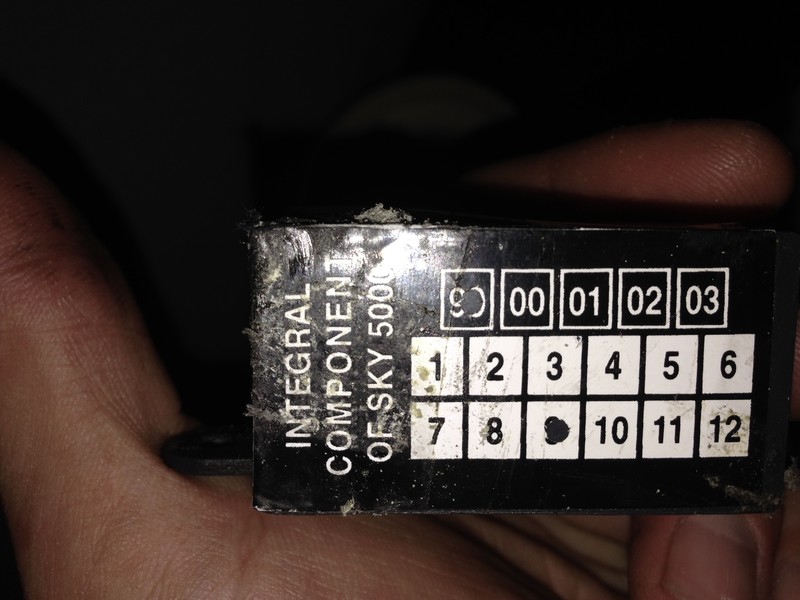 INTEGRAL
COMPONENT
OF SKY 5000
00 01 02 03
1 2 3 4 5 6
7 8 10 11 12